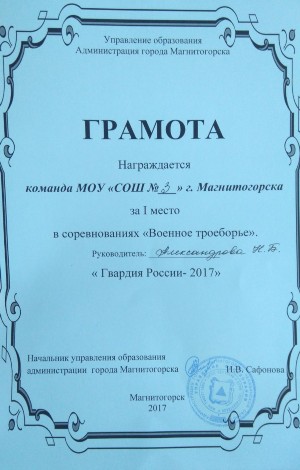 Управление образования
Администрация города Магнитогорска
ГРАМОТА
Награждается
команда МОУ «СОШ № 3 » г. Магнитогорска
за I место
в соревнованиях «Военное троеборье».
Руководитель: Александрова Н.Б.
« Гвардия России- 2017»
Начальник управления образования
администрации города Магнитогорска И.В. Сафонова
Магнитогорск
2017